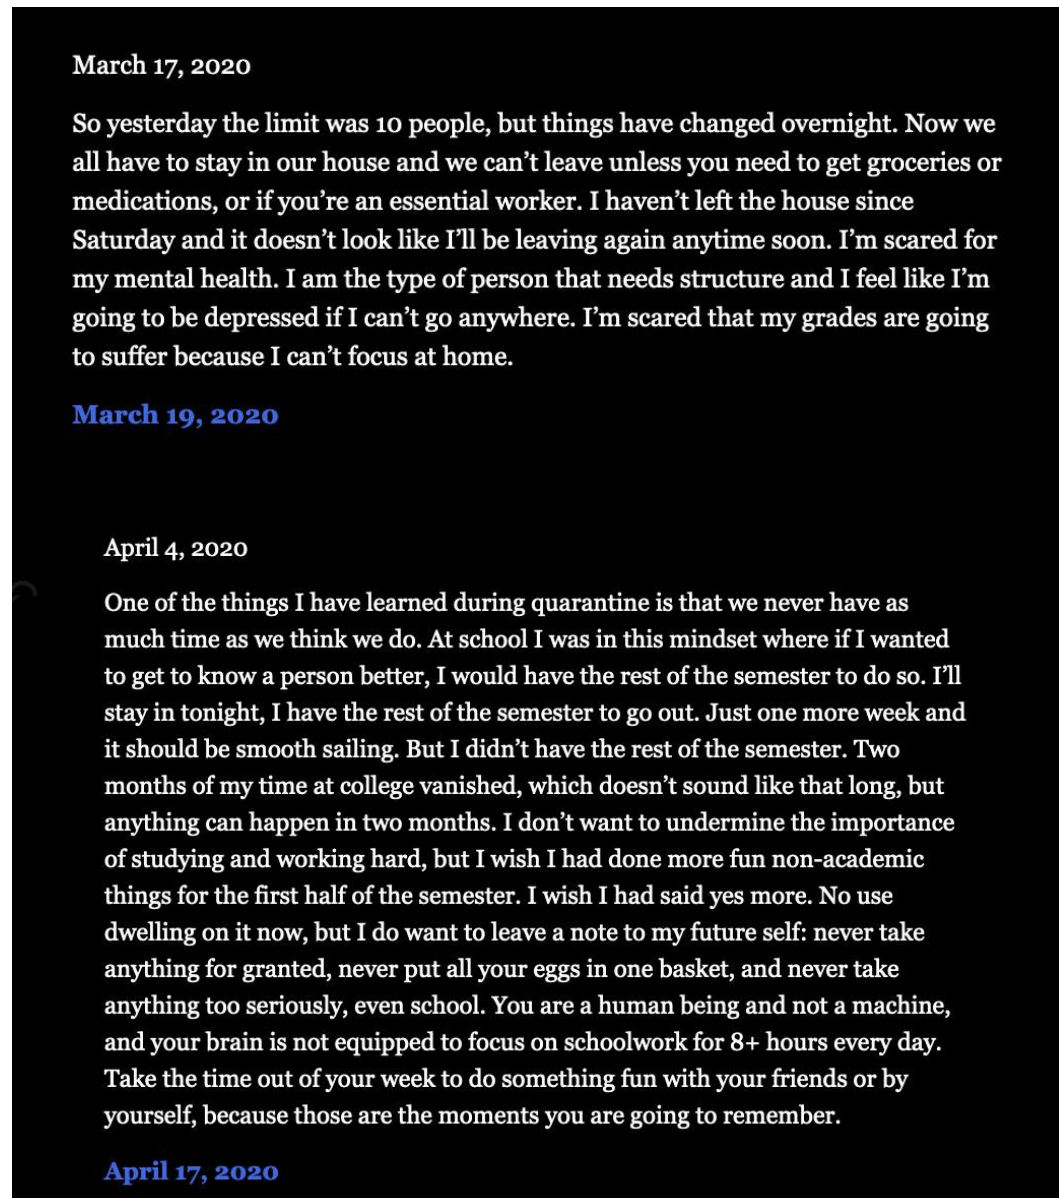 March 17, 2020
So yesterday the limit was 10 people, but things have changed overnight. Now we
all have to stay in our house and we can’t leave unless you need to get groceries or
medications, or if you’re an essential worker. I haven’t left the house since
Saturday and it doesn’t look like I’ll be leaving again anytime soon. I’m scared for
my mental health. I am the type of person that needs structure and I feel like I’m
going to be depressed if I can’t go anywhere. I’m scared that my grades are going
to suffer because I can’t focus at home.
March 19, 2020
April 4, 2020
One of the things I have learned during quarantine is that we never have as
much time as we think we do. At school I was in this mindset where if I wanted
to get to know a person better, I would have the rest of the semester to do so. I’ll
stay in tonight, I have the rest of the semester to go out. Just one more week and
it should be smooth sailing. But I didn’t have the rest of the semester. Two
months of my time at college vanished, which doesn’t sound like that long, but
anything can happen in two months. I don’t want to undermine the importance
of studying and working hard, but I wish I had done more fun non-academic
things for the first half of the semester. I wish I had said yes more. No use
dwelling on it now, but I do want to leave a note to my future self: never take
anything for granted, never put all your eggs in one basket, and never take
anything too seriously, even school. You are a human being and not a machine,
and your brain is not equipped to focus on schoolwork for 8+ hours every day.
Take the time out of your week to do something fun with your friends or by
yourself, because those are the moments you are going to remember.
April 17, 2020